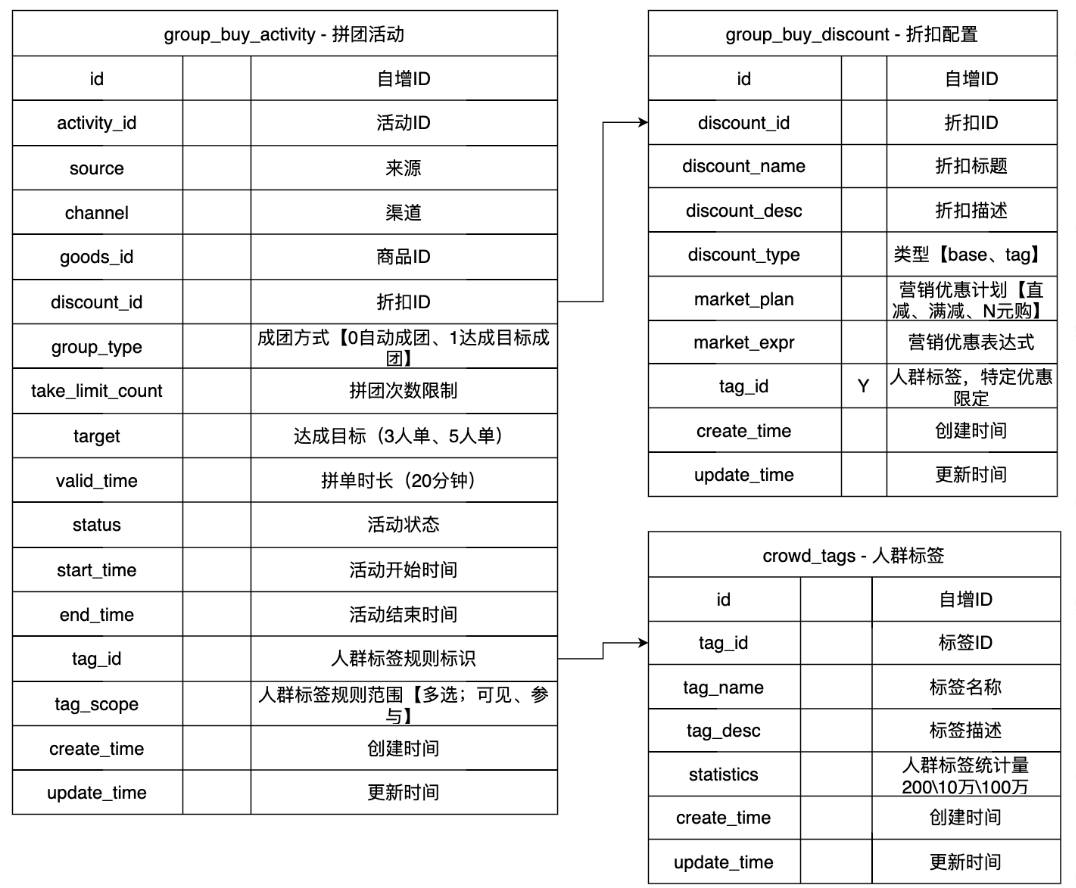 group_buy_activity - 拼团活动
id 自增ID
activity_id 活动ID
source 来源
channel 渠道
goods_id 商品ID
discount_id 折扣ID
group_type 成团方式【0自动成团、1达成目标成
团】
take_limit_count 拼团次数限制
target 达成目标（3人单、5人单）
valid_time 拼单时长（20分钟）
status 活动状态
start_time 活动开始时间
end_time 活动结束时间
tag_id 人群标签规则标识
tag_scope 人群标签规则范围【多选；可见、参
与】
create_time 创建时间
update_time 更新时间
group_buy_discount - 折扣配置
id 自增ID
discount_id 折扣ID
discount_name 折扣标题
discount_desc 折扣描述
discount_type 类型【base、tag】
market_plan 营销优惠计划【直
减、满减、N元购】
market_expr 营销优惠表达式
tag_id Y 人群标签，特定优惠
限定
create_time 创建时间
update_time 更新时间
crowd_tags - 人群标签
id 自增ID
tag_id 标签ID
tag_name 标签名称
tag_desc 标签描述
statistics 人群标签统计量
200\10万\100万
create_time 创建时间
update_time 更新时间